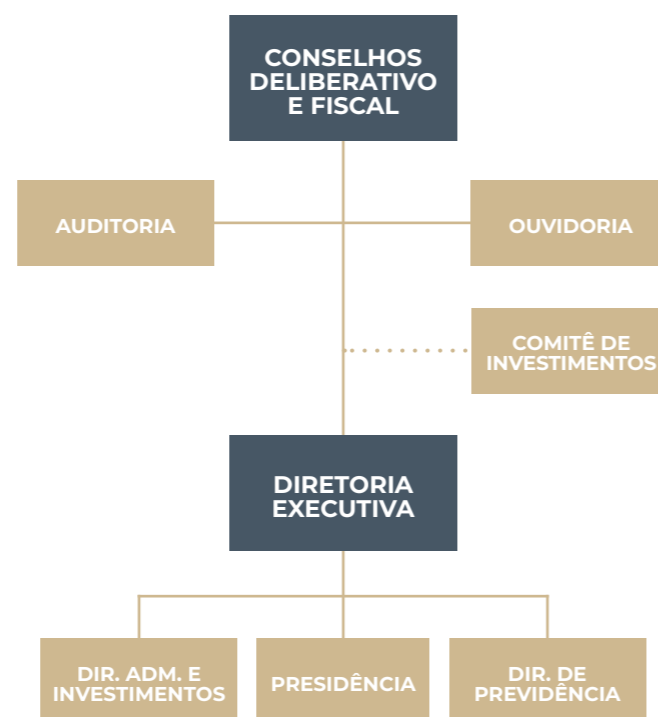 CONSELHOS
DELIBERATIVO
E FISCAL
AUDITORIA
OUVIDORIA
COMITÊ DE
INVESTIMENTOS
DIRETORIA
EXECUTIVA
DIR. ADM. E
INVESTIMENTOS
PRESIDÊNCIA
DIR. DE
PREVIDÊNCIA